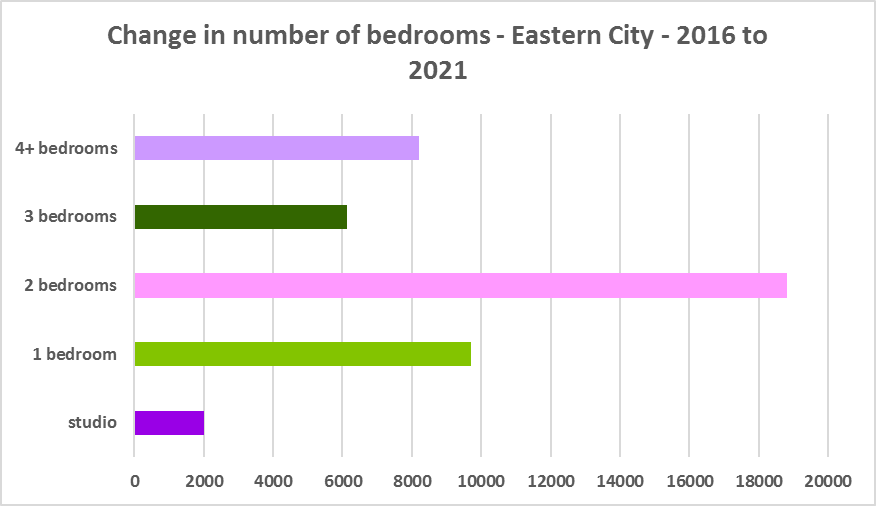 Change in number of bedrooms - Eastern City - 2016 to
2021
4+ bedrooms
3 bedrooms
2 bedrooms
1 bedroom
studio
0 2000 4000 6000 8000 10000 12000 14000 16000 18000 20000